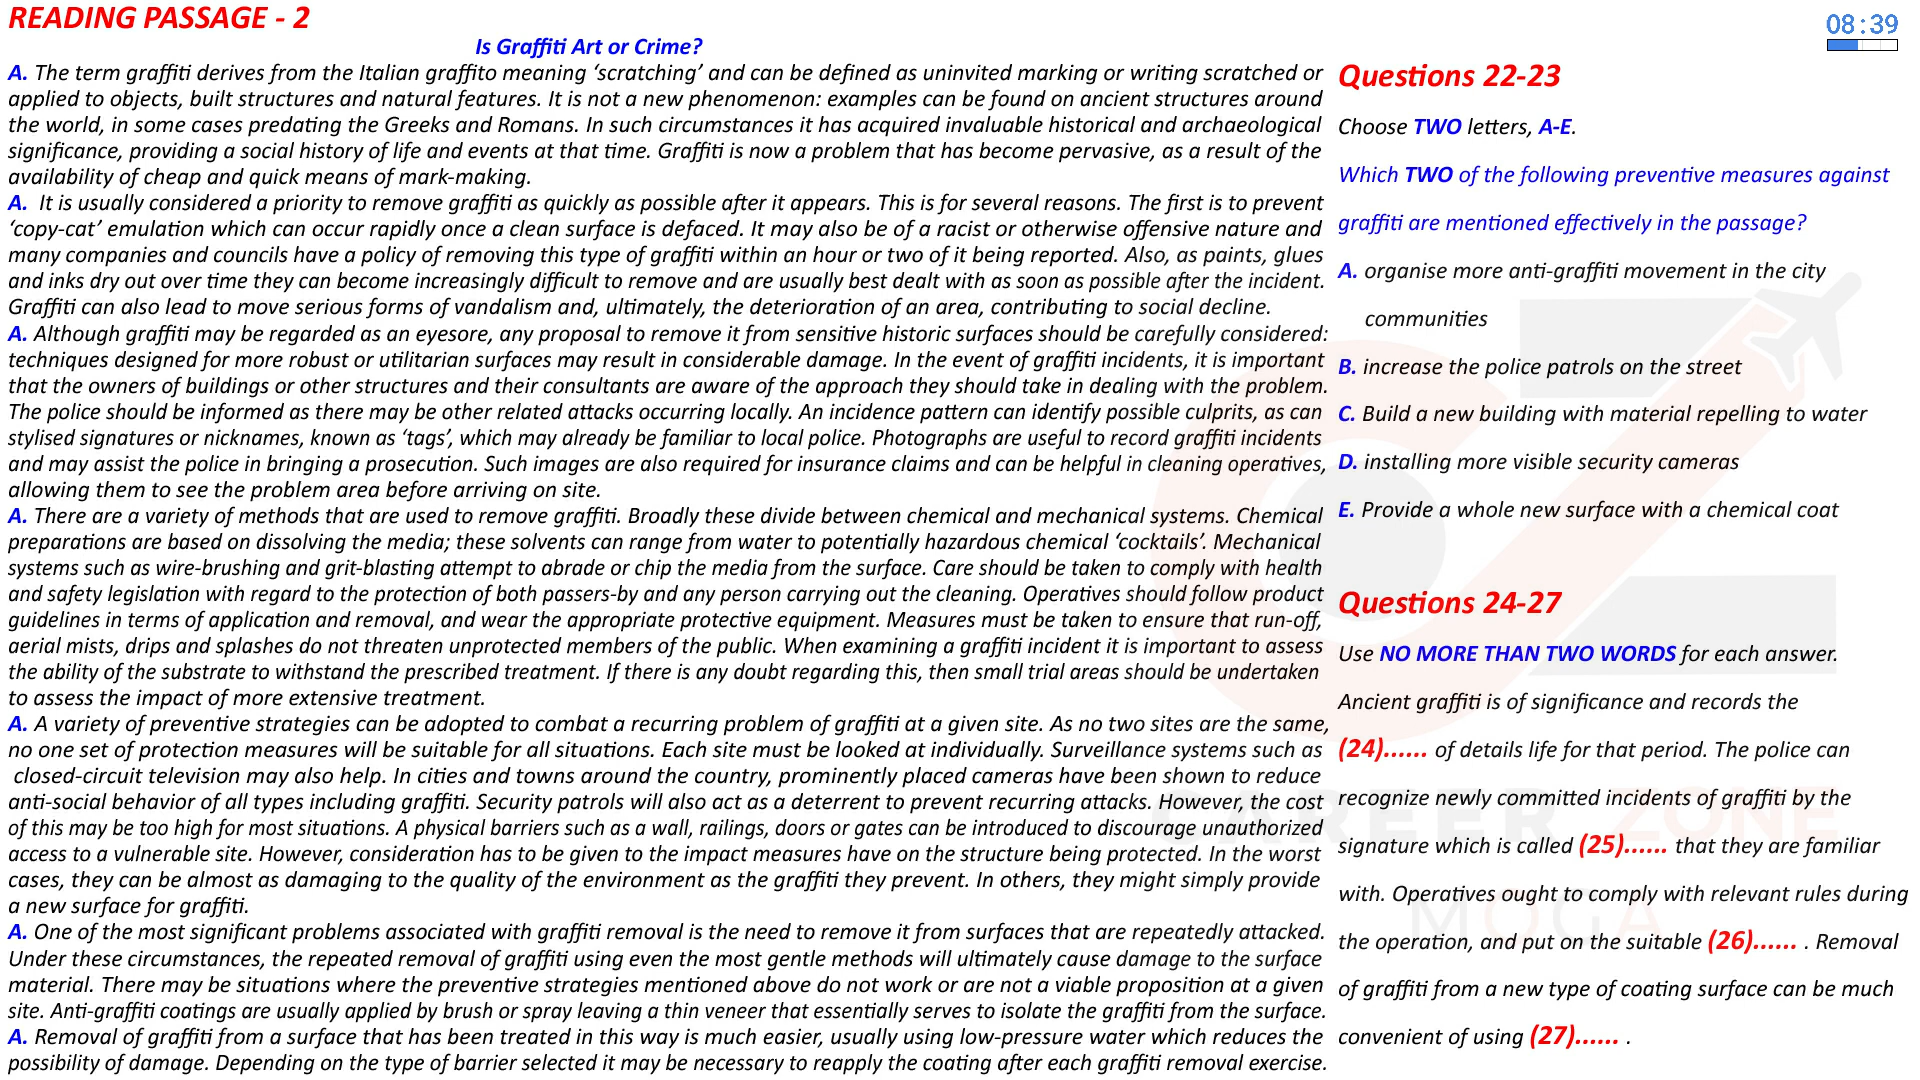 READING PASSAGE - 2
08:39
Is Graffiti Art or Crime?
A. The term graffiti derives from the Italian graffito meaning ‘scratching’ and can be defined as uninvited marking or writing scratched or
applied to objects, built structures and natural features. It is not a new phenomenon: examples can be found on ancient structures around
the world, in some cases predating the Greeks and Romans. In such circumstances it has acquired invaluable historical and archaeological
significance, providing a social history of life and events at that time. Graffiti is now a problem that has become pervasive, as a result of the
availability of cheap and quick means of mark-making.
A. It is usually considered a priority to remove graffiti as quickly as possible after it appears. This is for several reasons. The first is to prevent
‘copy-cat’ emulation which can occur rapidly once a clean surface is defaced. It may also be of a racist or otherwise offensive nature and
many companies and councils have a policy of removing this type of graffiti within an hour or two of it being reported. Also, as paints, glues
and inks dry out over time they can become increasingly difficult to remove and are usually best dealt with as soon as possible after the incident.
Graffiti can also lead to move serious forms of vandalism and, ultimately, the deterioration of an area, contributing to social decline.
A. Although graffiti may be regarded as an eyesore, any proposal to remove it from sensitive historic surfaces should be carefully considered:
techniques designed for more robust or utilitarian surfaces may result in considerable damage. In the event of graffiti incidents, it is important
that the owners of buildings or other structures and their consultants are aware of the approach they should take in dealing with the problem.
The police should be informed as there may be other related attacks occurring locally. An incidence pattern can identify possible culprits, as can
stylised signatures or nicknames, known as ‘tags’, which may already be familiar to local police. Photographs are useful to record graffiti incidents
and may assist the police in bringing a prosecution. Such images are also required for insurance claims and can be helpful in cleaning operatives,
allowing them to see the problem area before arriving on site.
A. There are a variety of methods that are used to remove graffiti. Broadly these divide between chemical and mechanical systems. Chemical
preparations are based on dissolving the media; these solvents can range from water to potentially hazardous chemical ‘cocktails’. Mechanical
systems such as wire-brushing and grit-blasting attempt to abrade or chip the media from the surface. Care should be taken to comply with health
and safety legislation with regard to the protection of both passers-by and any person carrying out the cleaning. Operatives should follow product
guidelines in terms of application and removal, and wear the appropriate protective equipment. Measures must be taken to ensure that run-off,
aerial mists, drips and splashes do not threaten unprotected members of the public. When examining a graffiti incident it is important to assess
the ability of the substrate to withstand the prescribed treatment. If there is any doubt regarding this, then small trial areas should be undertaken
to assess the impact of more extensive treatment.
A. A variety of preventive strategies can be adopted to combat a recurring problem of graffiti at a given site. As no two sites are the same,
no one set of protection measures will be suitable for all situations. Each site must be looked at individually. Surveillance systems such as
closed-circuit television may also help. In cities and towns around the country, prominently placed cameras have been shown to reduce
anti-social behavior of all types including graffiti. Security patrols will also act as a deterrent to prevent recurring attacks. However, the cost
of this may be too high for most situations. A physical barriers such as a wall, railings, doors or gates can be introduced to discourage unauthorized
access to a vulnerable site. However, consideration has to be given to the impact measures have on the structure being protected. In the worst
cases, they can be almost as damaging to the quality of the environment as the graffiti they prevent. In others, they might simply provide
a new surface for graffiti.
A. One of the most significant problems associated with graffiti removal is the need to remove it from surfaces that are repeatedly attacked.
Under these circumstances, the repeated removal of graffiti using even the most gentle methods will ultimately cause damage to the surface
material. There may be situations where the preventive strategies mentioned above do not work or are not a viable proposition at a given
site. Anti-graffiti coatings are usually applied by brush or spray leaving a thin veneer that essentially serves to isolate the graffiti from the surface.
A. Removal of graffiti from a surface that has been treated in this way is much easier, usually using low-pressure water which reduces the
possibility of damage. Depending on the type of barrier selected it may be necessary to reapply the coating after each graffiti removal exercise.
Questions 22-23
Choose TWO letters, A-E.
Which TWO of the following preventive measures against
graffiti are mentioned effectively in the passage?
A. organise more anti-graffiti movement in the city
communities
B. increase the police patrols on the street
C. Build a new building with material repelling to water
D. installing more visible security cameras
E. Provide a whole new surface with a chemical coat
Questions 24-27
Use NO MORE THAN TWO WORDS for each answer.
Ancient graffiti is of significance and records the
(24)...... of details life for that period. The police can
recognize newly committed incidents of graffiti by the
signature which is called (25)...... that they are familiar
with. Operatives ought to comply with relevant rules during
the operation, and put on the suitable (26)...... . Removal
of graffiti from a new type of coating surface can be much
convenient of using (27)...... .
CAREER ZONE
MOGA